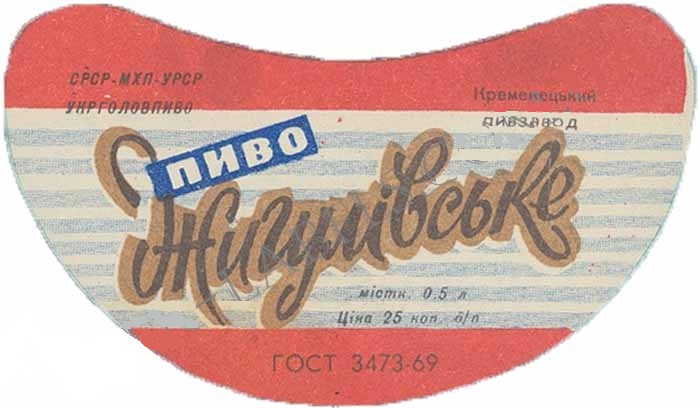 СРСР-МХП-УРСР
УКРГОЛОВПИВО
Кременецький
пивзавод
ПИВО
Жигулівське
містк. 0,5 л
Ціна 25 коп. б/п
ГОСТ 3473-69